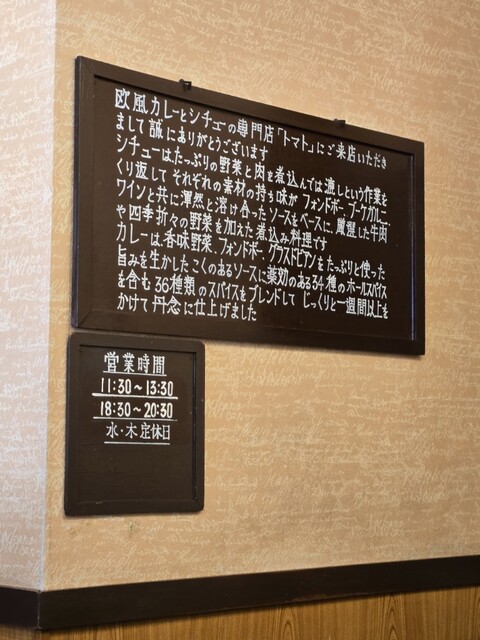 欧風カレーとシチューの専門店「トマト」にご来店いただき
まして誠にありがとうございます
シチューはたっぷりの野菜と肉を煮込んでは漉しという作業を
くり返して それぞれの素材の持ち味が フォンドボー、ブーケガルニ、
ワインと共に渾然と溶け合った ソースをベースに、厳選した牛肉
や四季折々の野菜を加えた煮込み料理です
カレーは、香味野菜、フォンドボー、グラスドビアンをたっぷりと使った
旨みを生かした こくのあるソースに薬効のある34種のホールスパイス
を含む 36種類 のスパイスをブレンドして じっくりと一週間以上を
かけて丹念に仕上げました
営業時間
11:30〜13:30
18:30〜20:30
水・木定休日